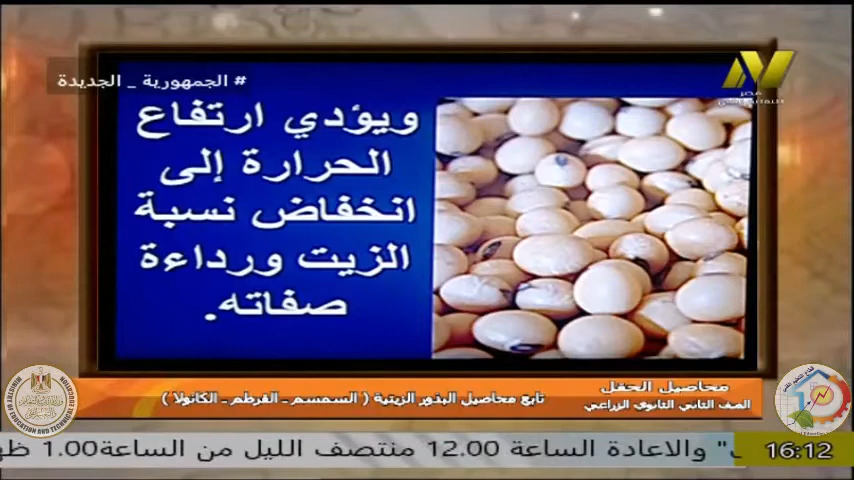 # الجمهورية _ الجديدة
مصر
ويؤدي ارتفاع
الحرارة إلى
انخفاض نسبة
الزيت ورداءة
صفاته.
محاصيل الحقل
الصف الثاني الثانوي الزراعي
تابع محاصيل البذور الزيتية ( السمسم ـ القرطم ـ الكانولا )
" والاعادة الساعة 12.00 منتصف الليل من الساعة1.00
16:12